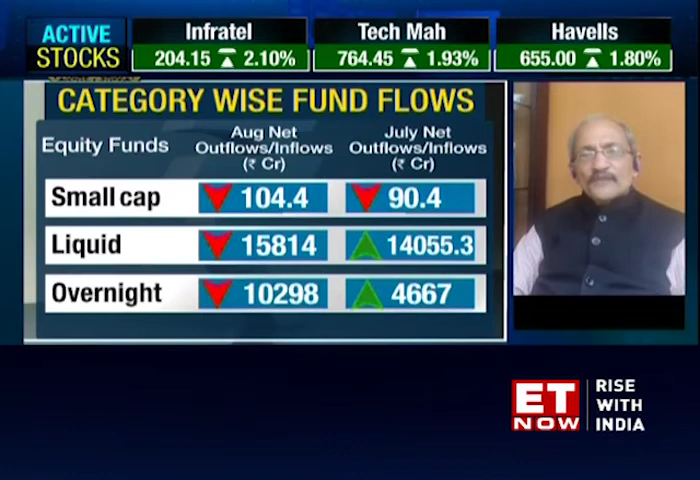 ACTIVE
STOCKS
Infratel
204.15 2.10%
Tech Mah
764.45 1.93%
Havells
655.00 1.80%
CATEGORY WISE FUND FLOWS
Equity Funds
Aug Net
Outflows/Inflows
(₹ Cr)
July Net
Outflows/Inflows
(₹ Cr)
Small cap 104.4 90.4
Liquid 15814 14055.3
Overnight 10298 4667
ET
NOW
RISE
WITH
INDIA